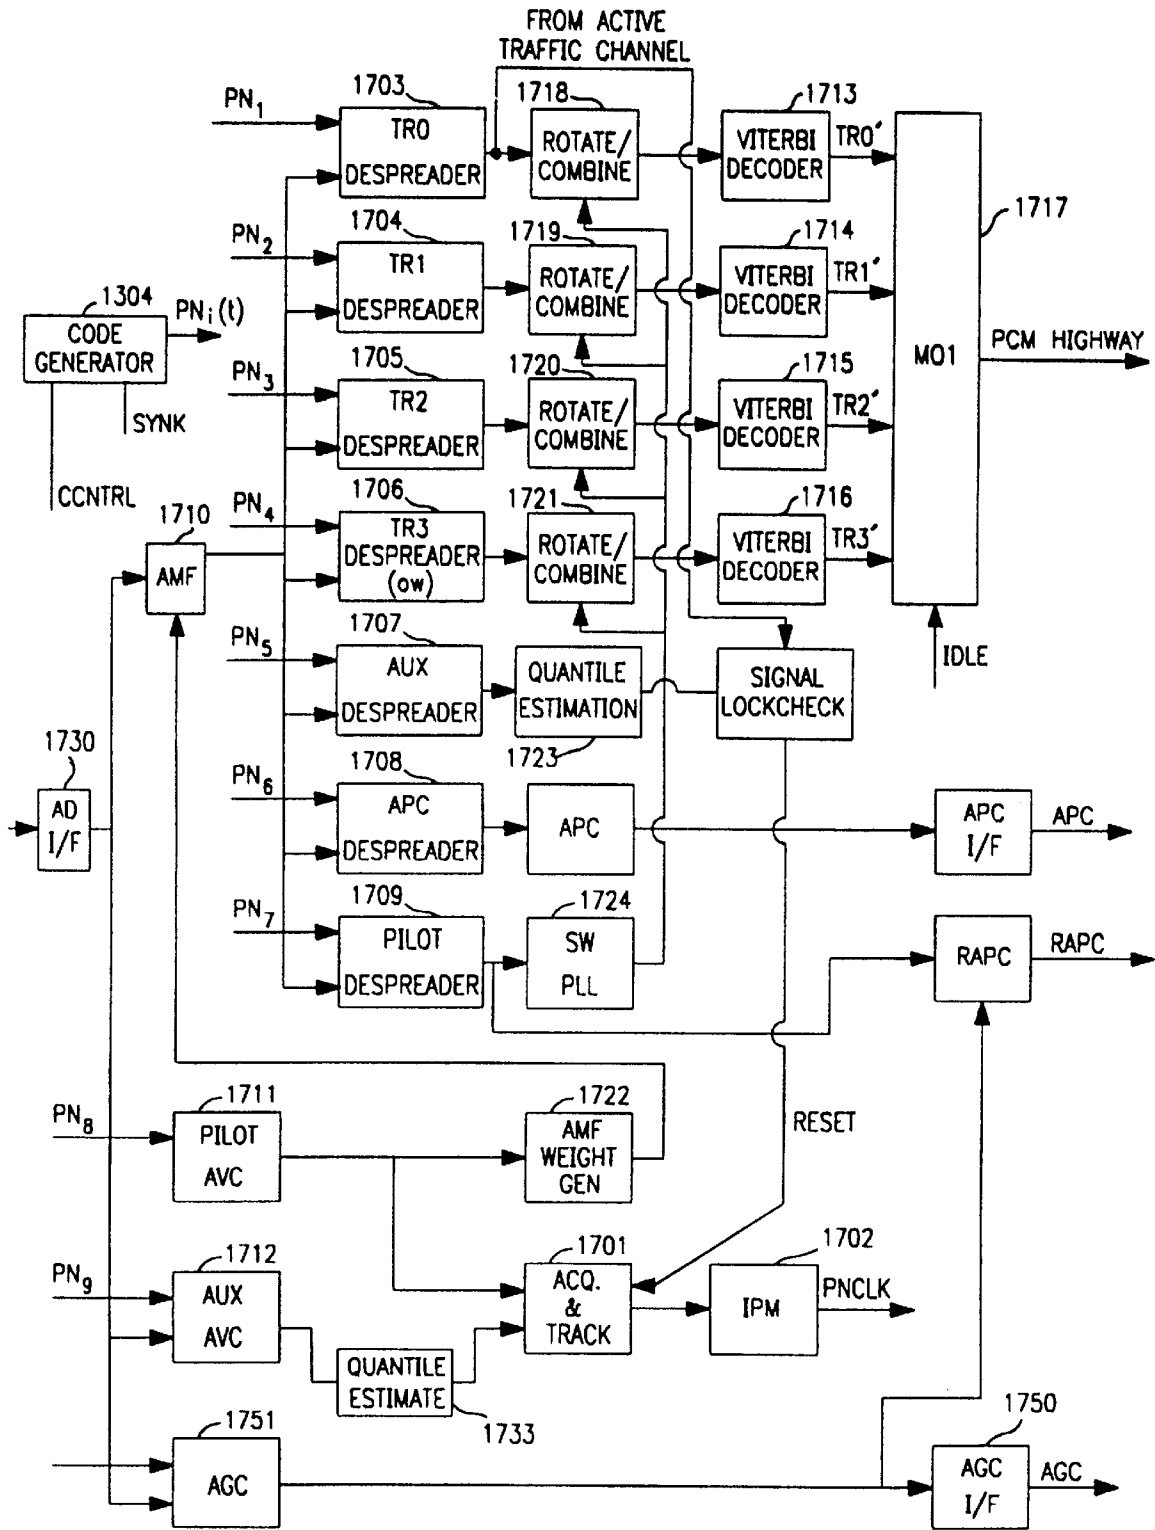 FROM ACTIVE
TRAFFIC CHANNEL
1703
1718
1713
PN1
TR0
DESPREADER
ROTATE/
COMBINE
VITERBI
DECODER
TR0′
1704
1719
1714
1717
PN2
TR1
DESPREADER
ROTATE/
COMBINE
VITERBI
DECODER
TR1′
1304
CODE
GENERATOR
PNi(t)
SYNK
CCNTRL
MO1
PCM HIGHWAY
1705
1720
1715
PN3
TR2
DESPREADER
ROTATE/
COMBINE
VITERBI
DECODER
TR2′
1706
1721
1716
PN4
TR3
DESPREADER
(OW)
ROTATE/
COMBINE
VITERBI
DECODER
TR3′
1710
AMF
IDLE
1707
PN5
AUX
DESPREADER
QUANTILE
ESTIMATION
1723
SIGNAL
LOCKCHECK
1730
AD
I/F
1708
PN6
APC
DESPREADER
APC
APC
I/F
APC
1709
1724
PN7
PILOT
DESPREADER
SW
PLL
RAPC
RAPC
1711
1722
PN8
PILOT
AVC
AMF
WEIGHT
GEN
RESET
1712
1701
1702
PN9
AUX
AVC
ACQ.
&
TRACK
IPM
PNCLK
QUANTILE
ESTIMATE
1733
1751
1750
AGC
AGC
I/F
AGC